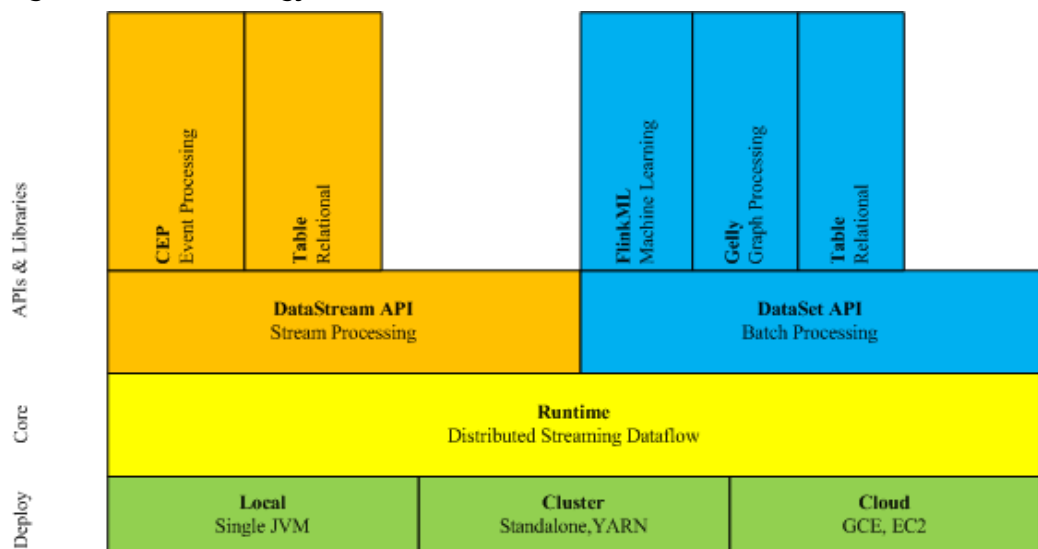 CEP
Event Processing
Table
Relational
FlinkML
Machine Learning
Gelly
Graph Processing
Table
Relational
APIs & Libraries
DataStream API
Stream Processing
DataSet API
Batch Processing
Core
Runtime
Distributed Streaming Dataflow
Deploy
Local
Single JVM
Cluster
Standalone,YARN
Cloud
GCE, EC2